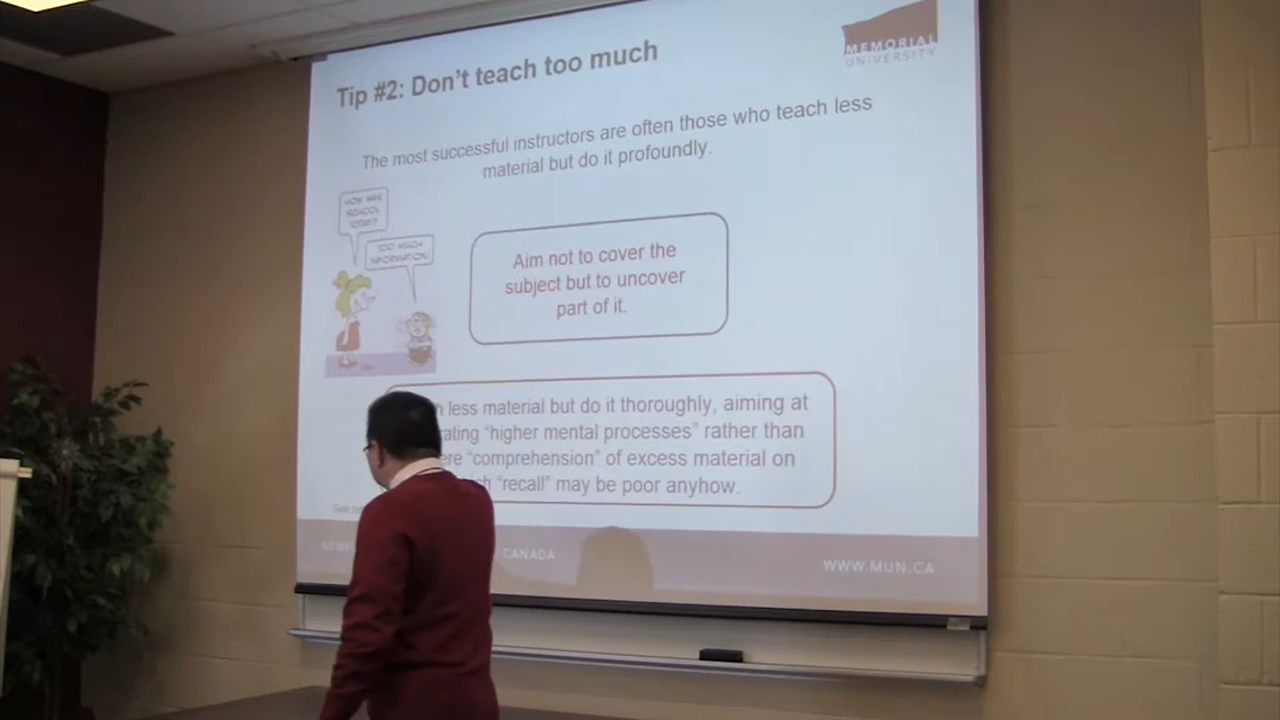 MEMORIAL
UNIVERSITY
Tip #2: Don't teach too much
The most successful instructors are often those who teach less
material but do it profoundly.
HOW WAS
SCHOOL
TODAY?
TOO MUCH
INFORMATION!
Aim not to cover the
subject but to uncover
part of it.
less material but do it thoroughly, aiming at
“higher mental processes” rather than
“comprehension” of excess material on
“recall” may be poor anyhow.
CANADA
WWW.MUN.CA